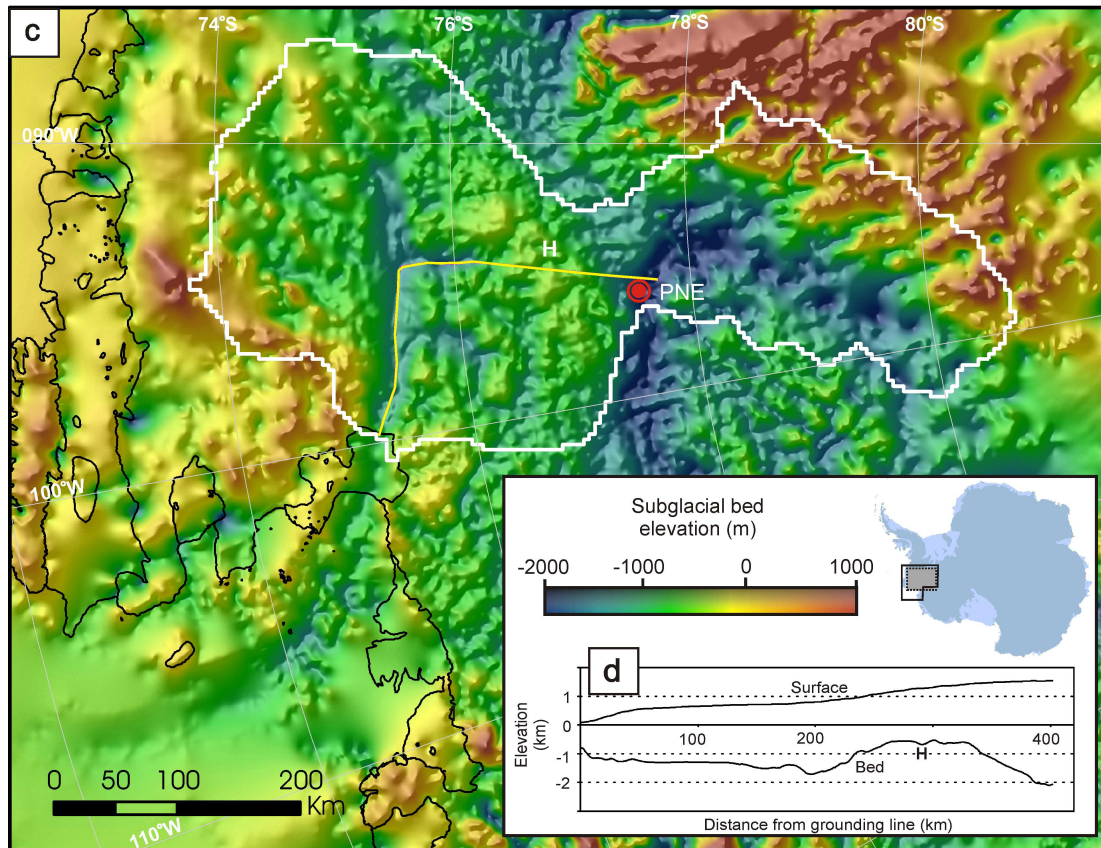 c
74°S
76°S
78°S
80°S
090°W
H
PNE
100°W
110°W
0 50 100 200
Km
Subglacial bed
elevation (m)
-2000 -1000 0 1000
d
Surface
Elevation
(km)
1
0
-1
-2
100 200 400
H
Bed
Distance from grounding line (km)